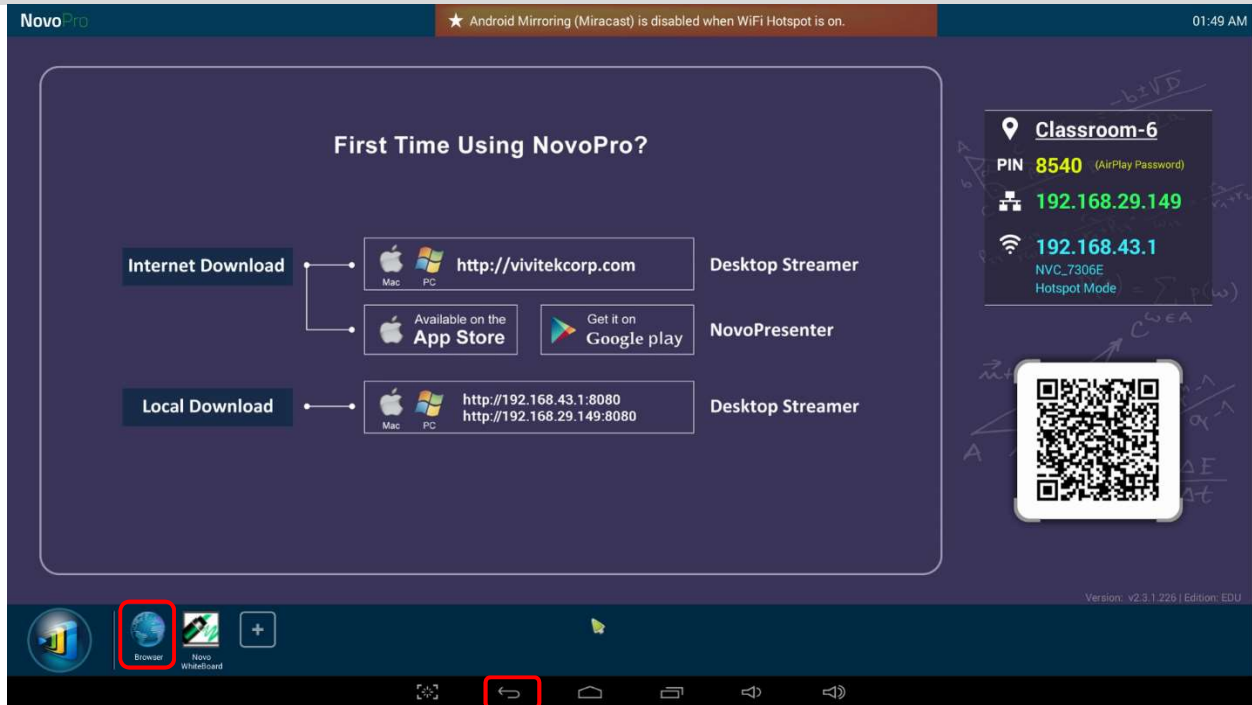 NovoPro
★ Android Mirroring (Miracast) is disabled when WiFi Hotspot is on.
01:49 AM
First Time Using NovoPro?
Internet Download
Mac PC
http://vivitekcorp.com
Desktop Streamer
Available on the
App Store
Get it on
Google play
NovoPresenter
Local Download
Mac PC
http://192.168.43.1:8080
http://192.168.29.149:8080
Desktop Streamer
Classroom-6
PIN 8540 (AirPlay Password)
192.168.29.149
192.168.43.1
NVC_7306E
Hotspot Mode
Version: v2.3.1.226 | Edition: EDU
Browser
Novo
WhiteBoard